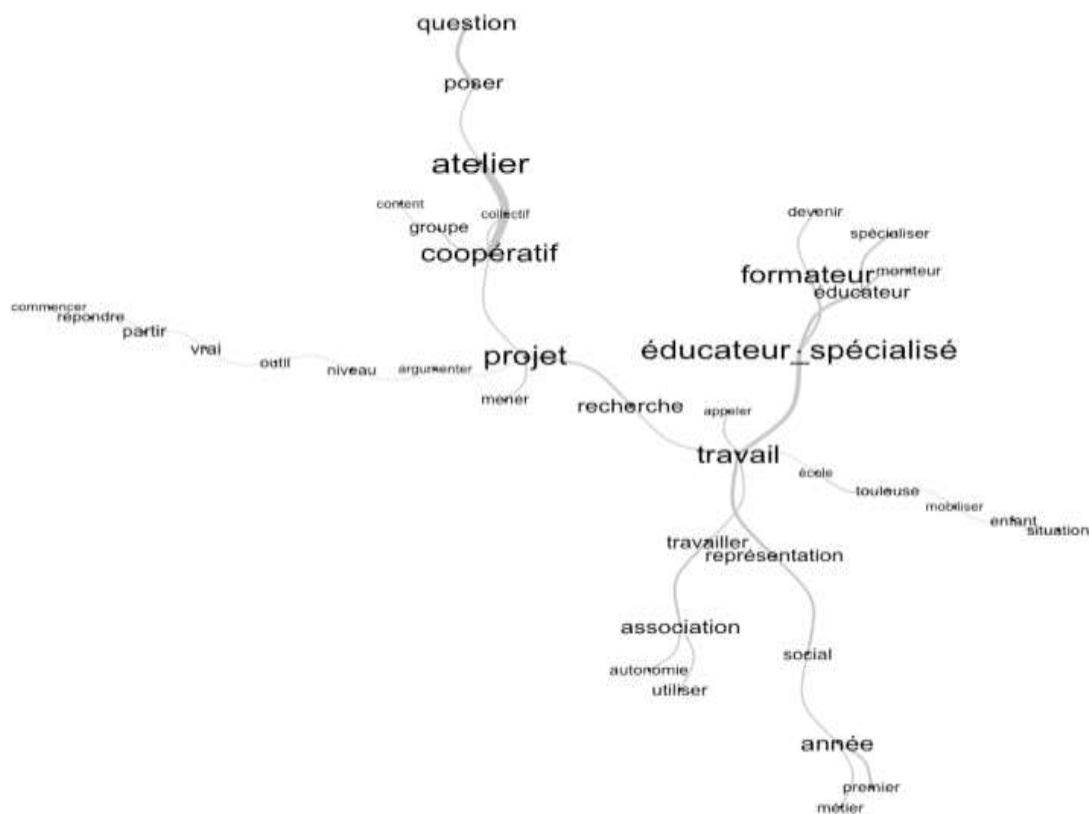 question
poser
atelier
content
collectif
groupe
coopératif
devenir
spécialiser
formateur
moniteur
éducateur
commencer
répondre
partir
vrai
outil
niveau
argumenter
projet
éducateur_spécialisé
mener
recherche
appeler
travail
école
toulouse
mobiliser
enfant
situation
travailler
représentation
association
social
autonomie
utiliser
année
premier
métier